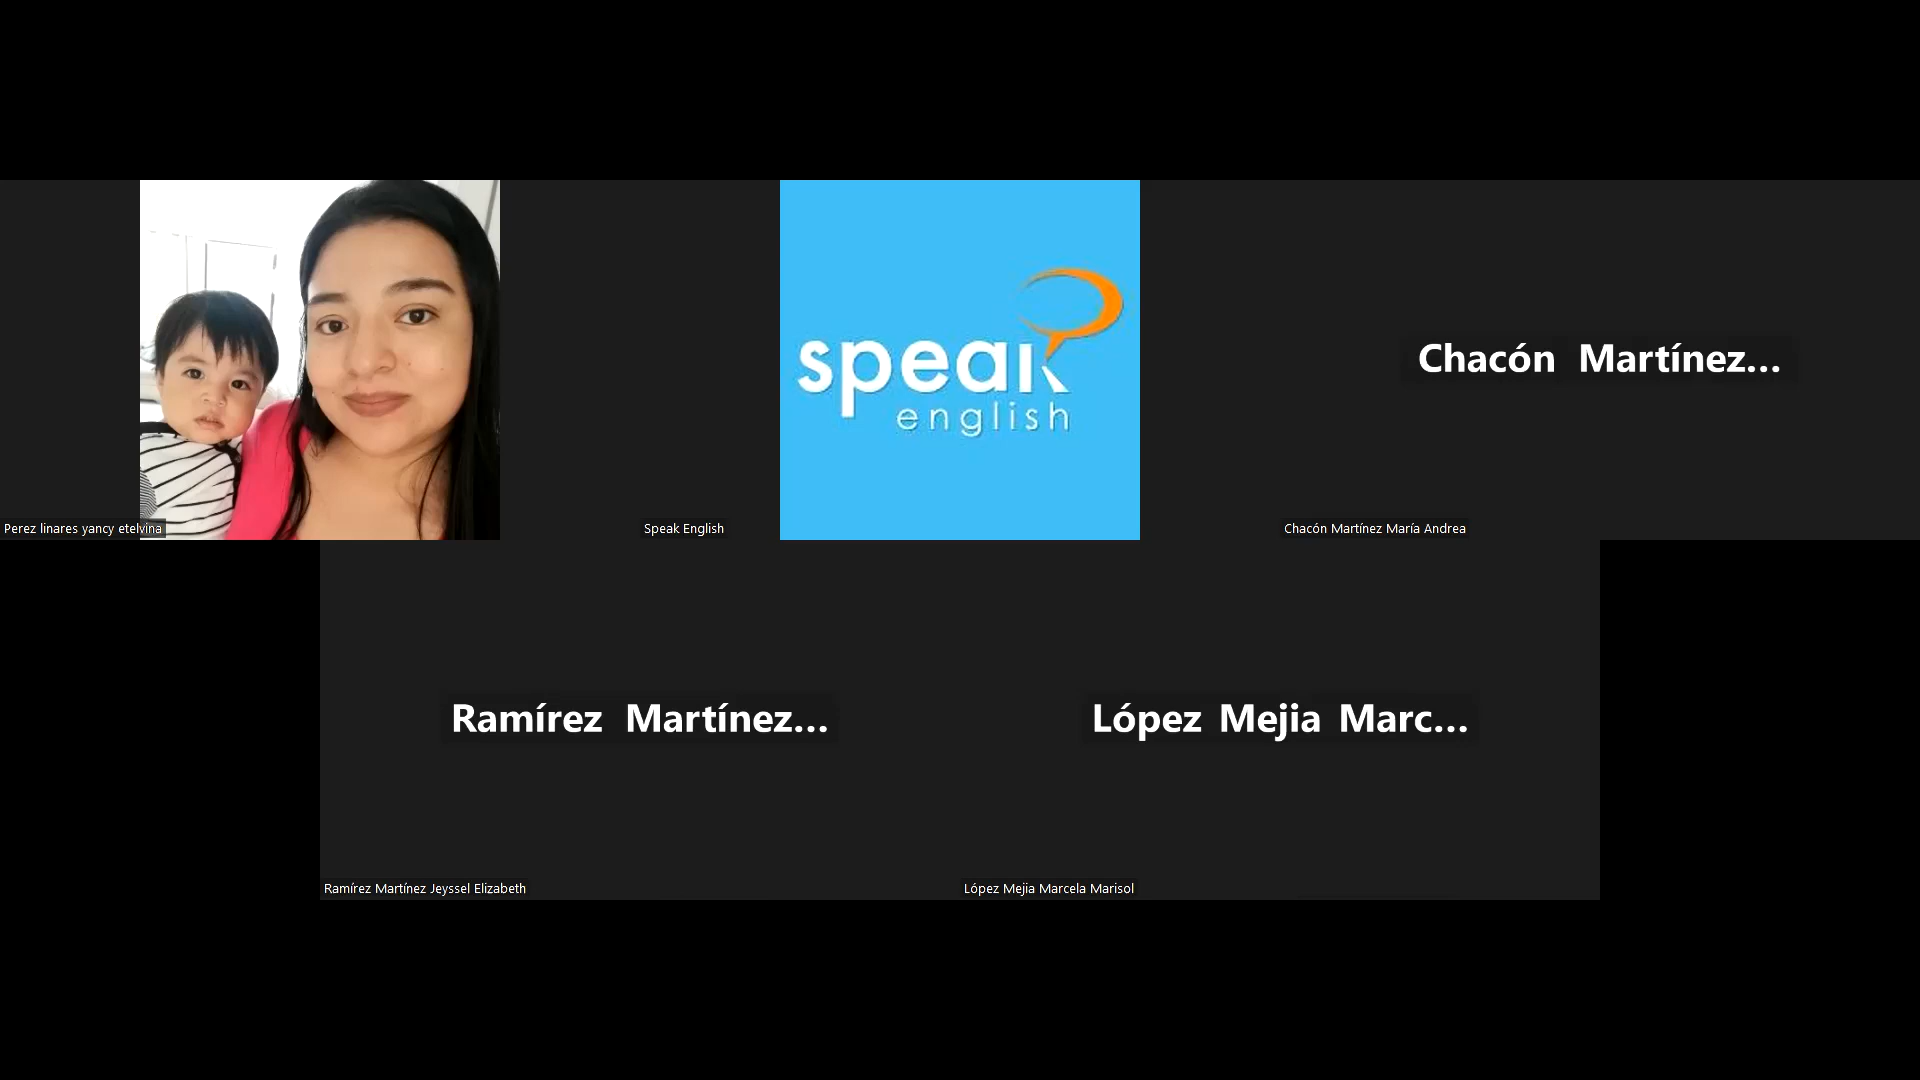 speak
english
Chacón Martínez...
Perez linares yancy etelvina
Speak English
Chacón Martínez María Andrea
Ramírez Martínez...
López Mejia Marc...
Ramírez Martínez Jeyssel Elizabeth
López Mejia Marcela Marisol